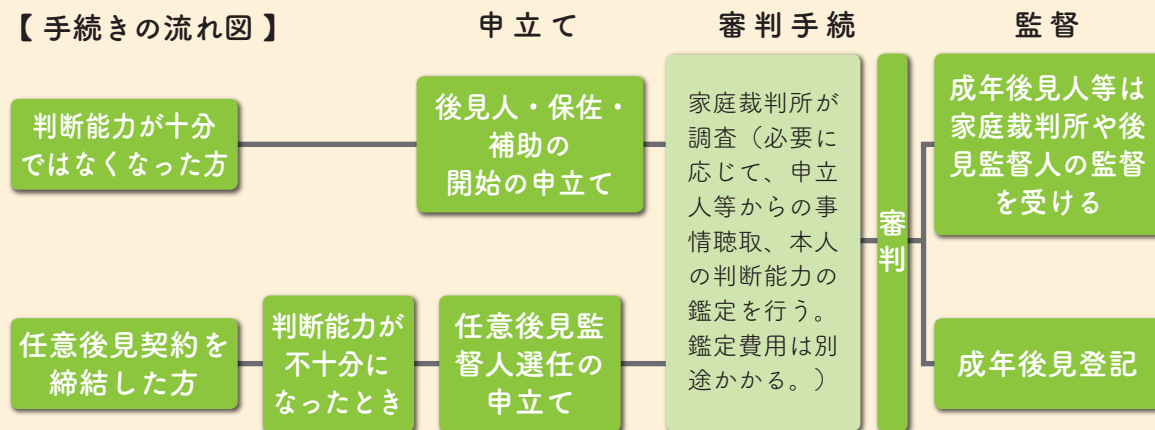 【 手続きの流れ図 】
申立て
審判手続
監督
判断能力が十分
ではなくなった方
後見人・保佐・
補助の
開始の申立て
任意後見契約を
締結した方
判断能力が
不十分に
なったとき
任意後見監
督人選任の
申立て
家庭裁判所が
調査（必要に
応じて、申立
人等からの事
情聴取、本人
の判断能力の
鑑定を行う。
鑑定費用は別
途かかる。）
審判
成年後見人等は
家庭裁判所や後
見監督人の監督
を受ける
成年後見登記